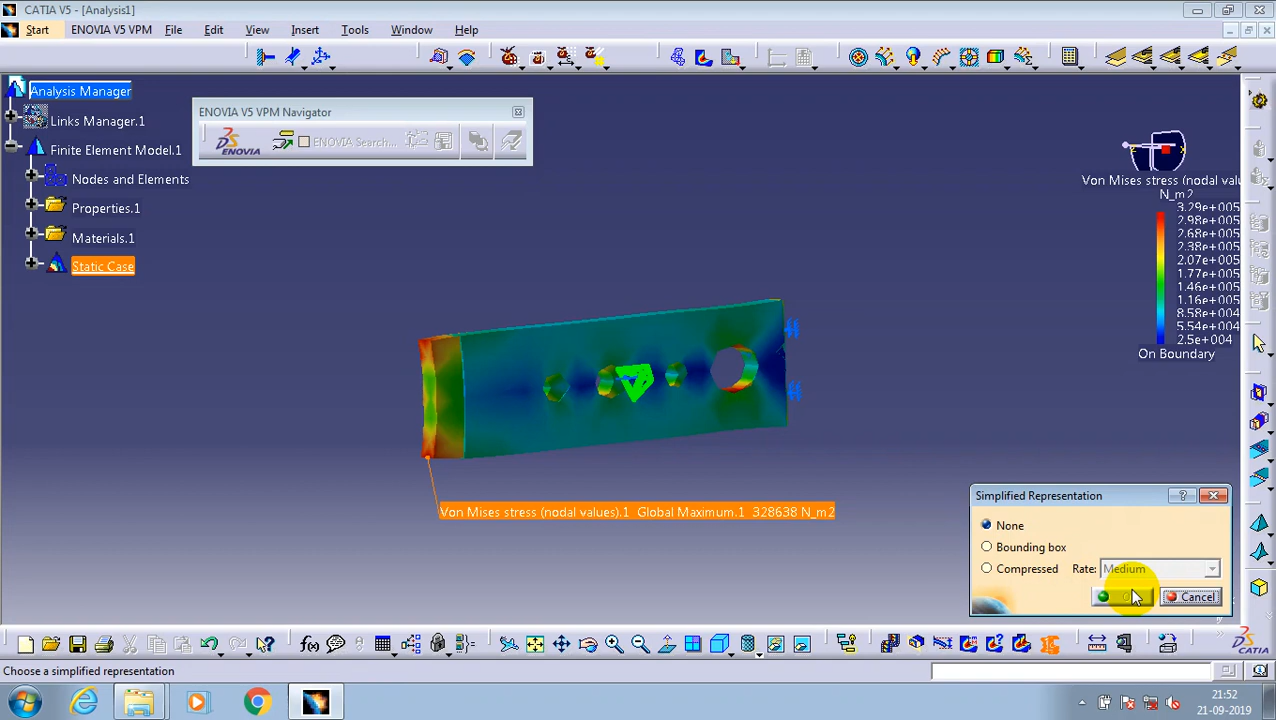 CATIA V5 - [Analysis1]
Start ENOVIA V5 VPM File Edit View Insert Tools Window Help
Analysis Manager
Links Manager.1
Finite Element Model.1
Nodes and Elements
Properties.1
Materials.1
Static Case
ENOVIA V5 VPM Navigator
ENOVIA
ENOVIA Search...
Von Mises stress (nodal valu
N_m2
3.29e+005
2.98e+005
2.68e+005
2.38e+005
2.07e+005
1.77e+005
1.46e+005
1.16e+005
8.58e+004
5.54e+004
2.5e+004
On Boundary
Von Mises stress (nodal values).1 Global Maximum.1 328638 N_m2
Simplified Representation
None
Bounding box
Compressed Rate: Medium
Cancel
f(x)
CATIA
Choose a simplified representation
21:52
21-09-2019